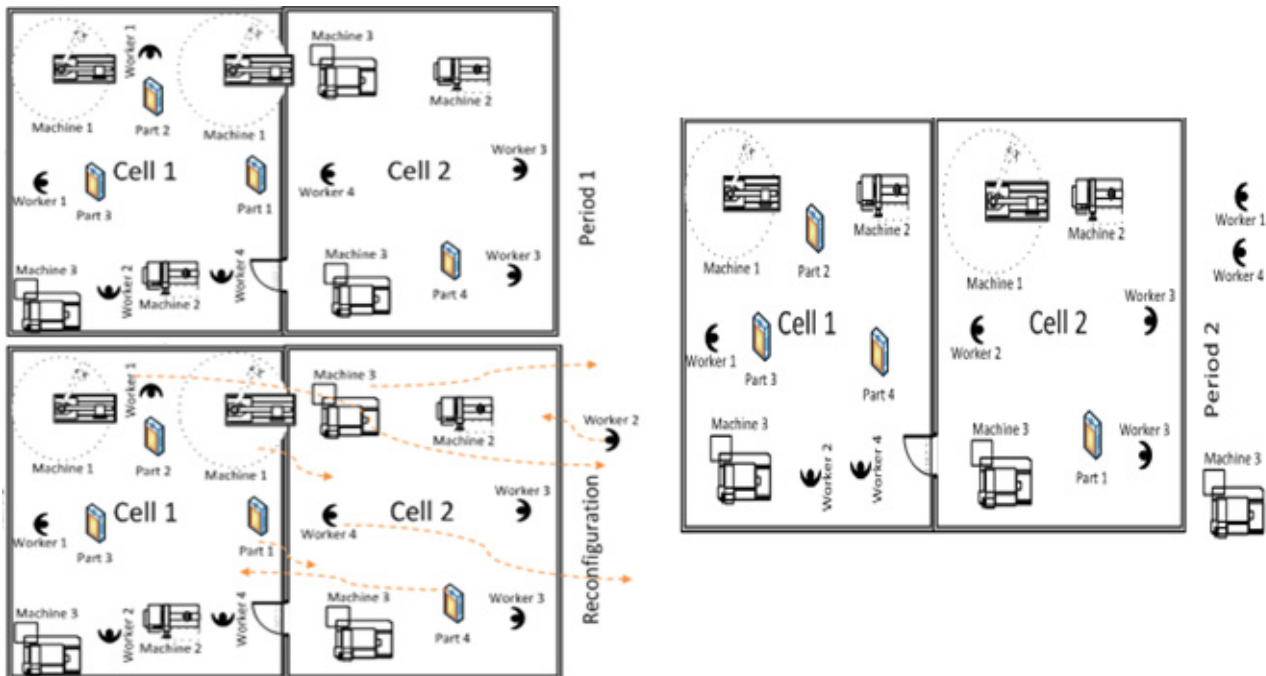 Machine 3
Worker 1
Machine 2
Machine 1
Part 2
Machine 1
Worker 3
Cell 1
Cell 2
Worker 4
Worker 1
Part 3
Part 1
Period 1
Machine 3
Machine 3
Worker 3
Worker 2
Worker 4
Part 4
Machine 2
Machine 3
Worker 1
Worker 2
Machine 2
Machine 1
Part 2
Machine 1
Worker 3
Cell 1
Cell 2
Worker 4
Worker 1
Part 3
Part 1
Reconfiguration
Machine 3
Machine 3
Worker 3
Worker 2
Worker 4
Part 4
Machine 2
Machine 2
Machine 2
Worker 1
Machine 1
Part 2
Machine 1
Worker 4
Worker 3
Cell 1
Cell 2
Worker 1
Worker 2
Part 3
Part 4
Period 2
Machine 3
Machine 3
Worker 3
Machine 3
Worker 2
Worker 4
Part 1